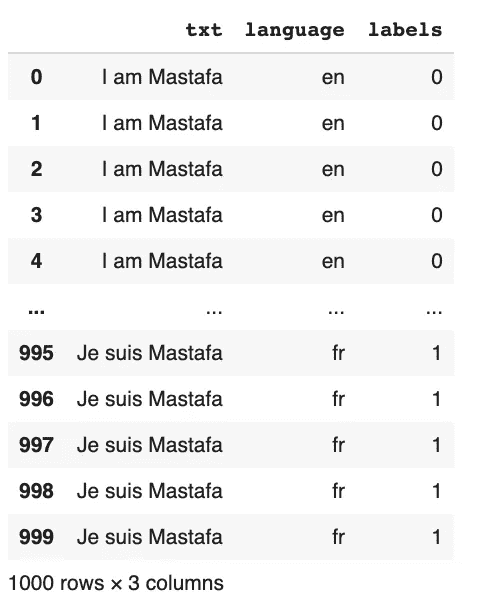 txt language labels
0 I am Mastafa en 0
1 I am Mastafa en 0
2 I am Mastafa en 0
3 I am Mastafa en 0
4 I am Mastafa en 0
... ... ... ...
995 Je suis Mastafa fr 1
996 Je suis Mastafa fr 1
997 Je suis Mastafa fr 1
998 Je suis Mastafa fr 1
999 Je suis Mastafa fr 1
1000 rows × 3 columns